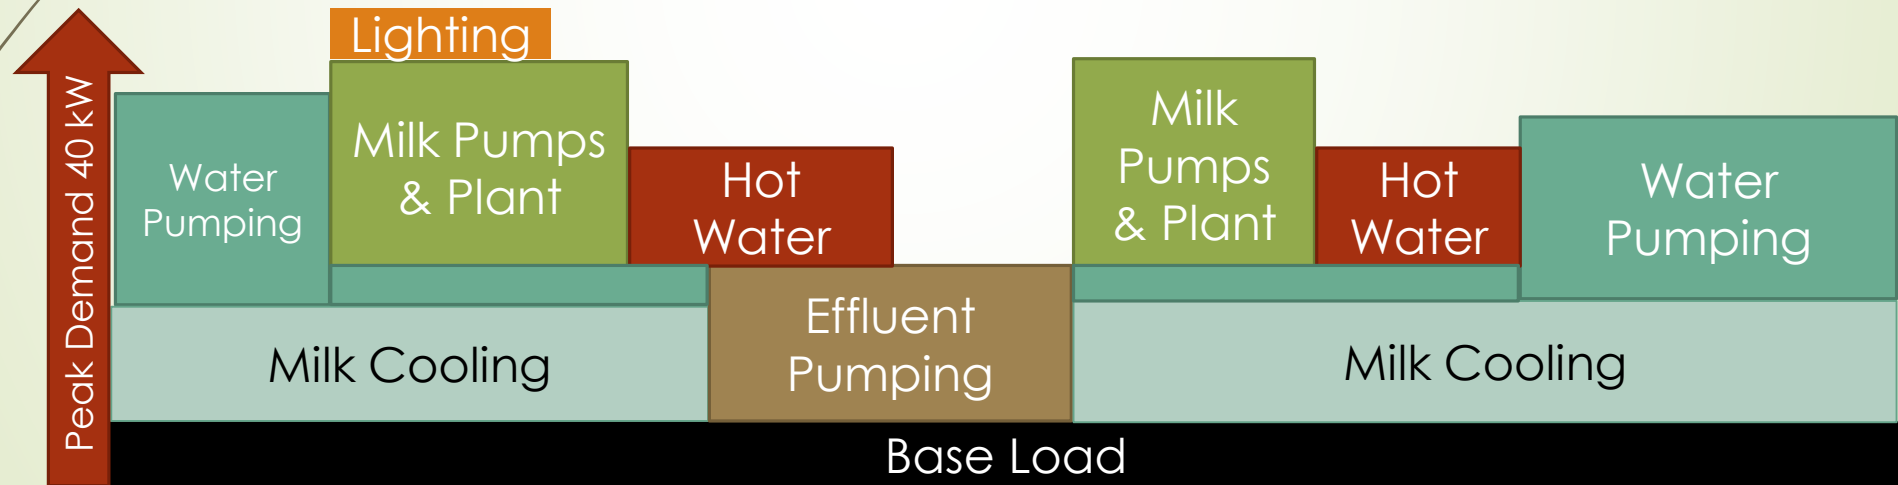 Peak Demand 40 kW
Lighting
Water
Pumping
Milk Pumps
& Plant
Hot
Water
Milk
Pumps
& Plant
Hot
Water
Water
Pumping
Milk Cooling
Effluent
Pumping
Milk Cooling
Base Load